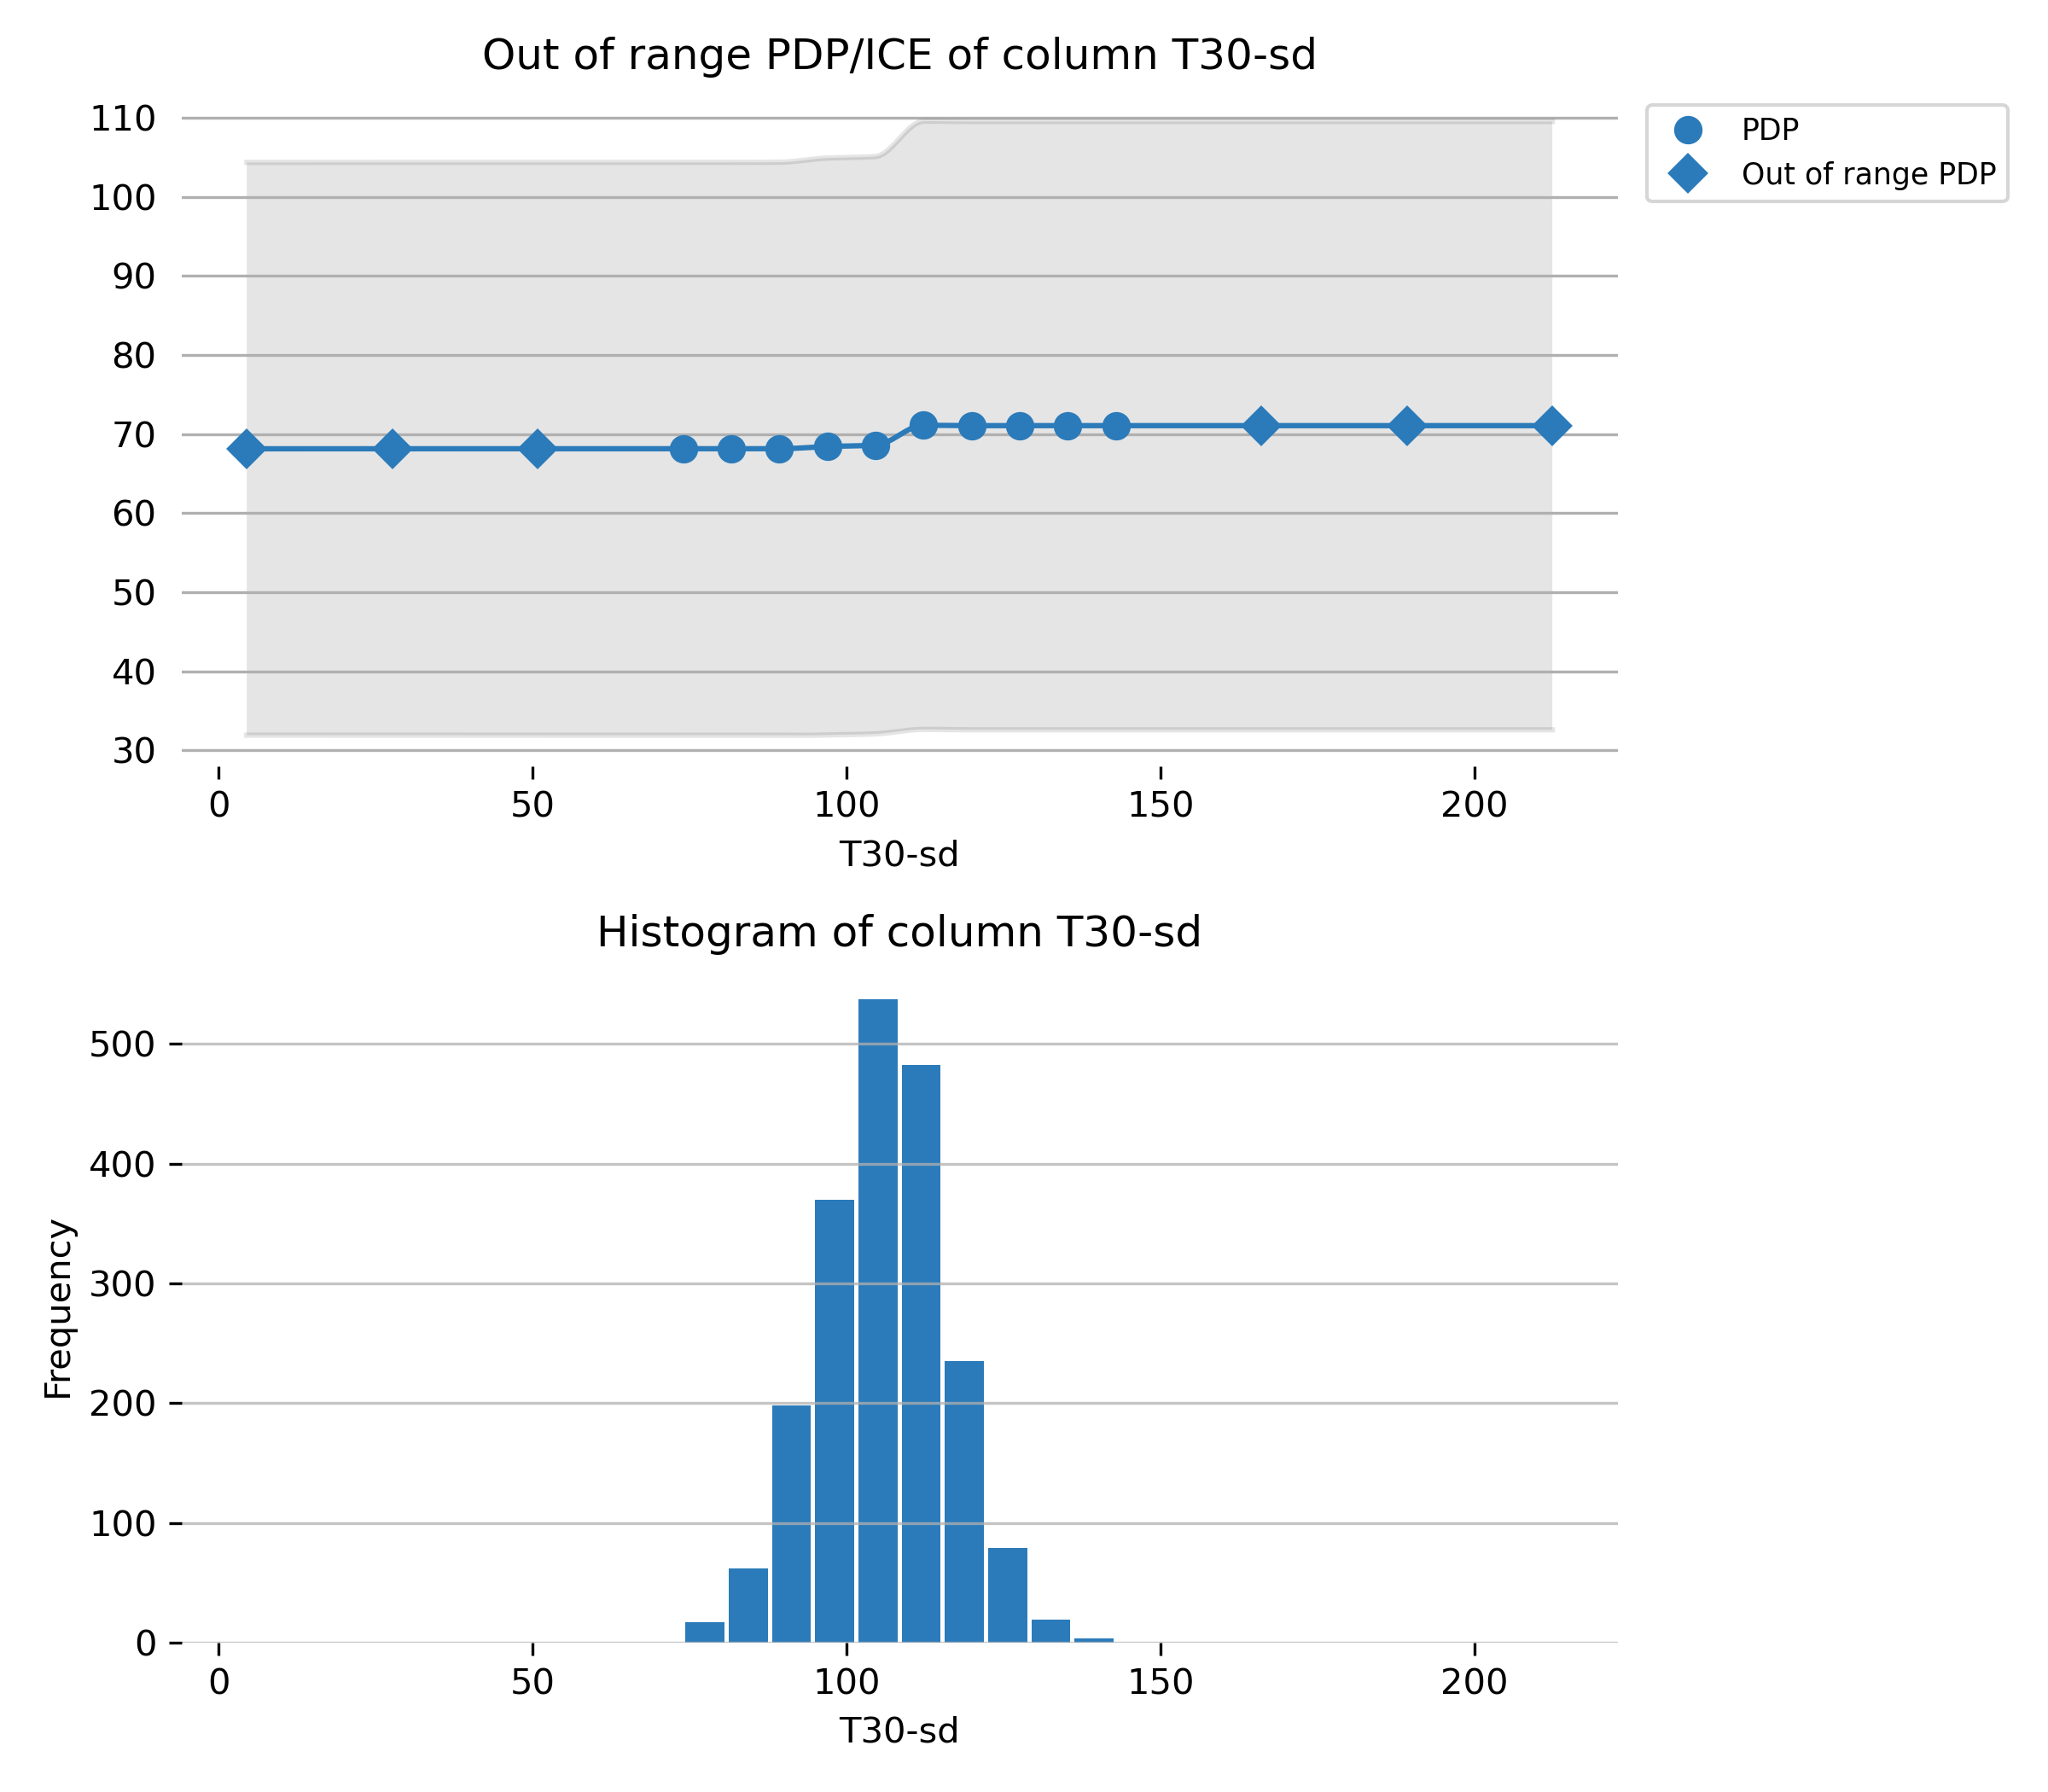 Out of range PDP/ICE of column T30-sd
110
100
90
80
70
60
50
40
30
0 50 100 150 200
T30-sd
PDP
Out of range PDP
Histogram of column T30-sd
Frequency
500
400
300
200
100
0
0 50 100 150 200
T30-sd